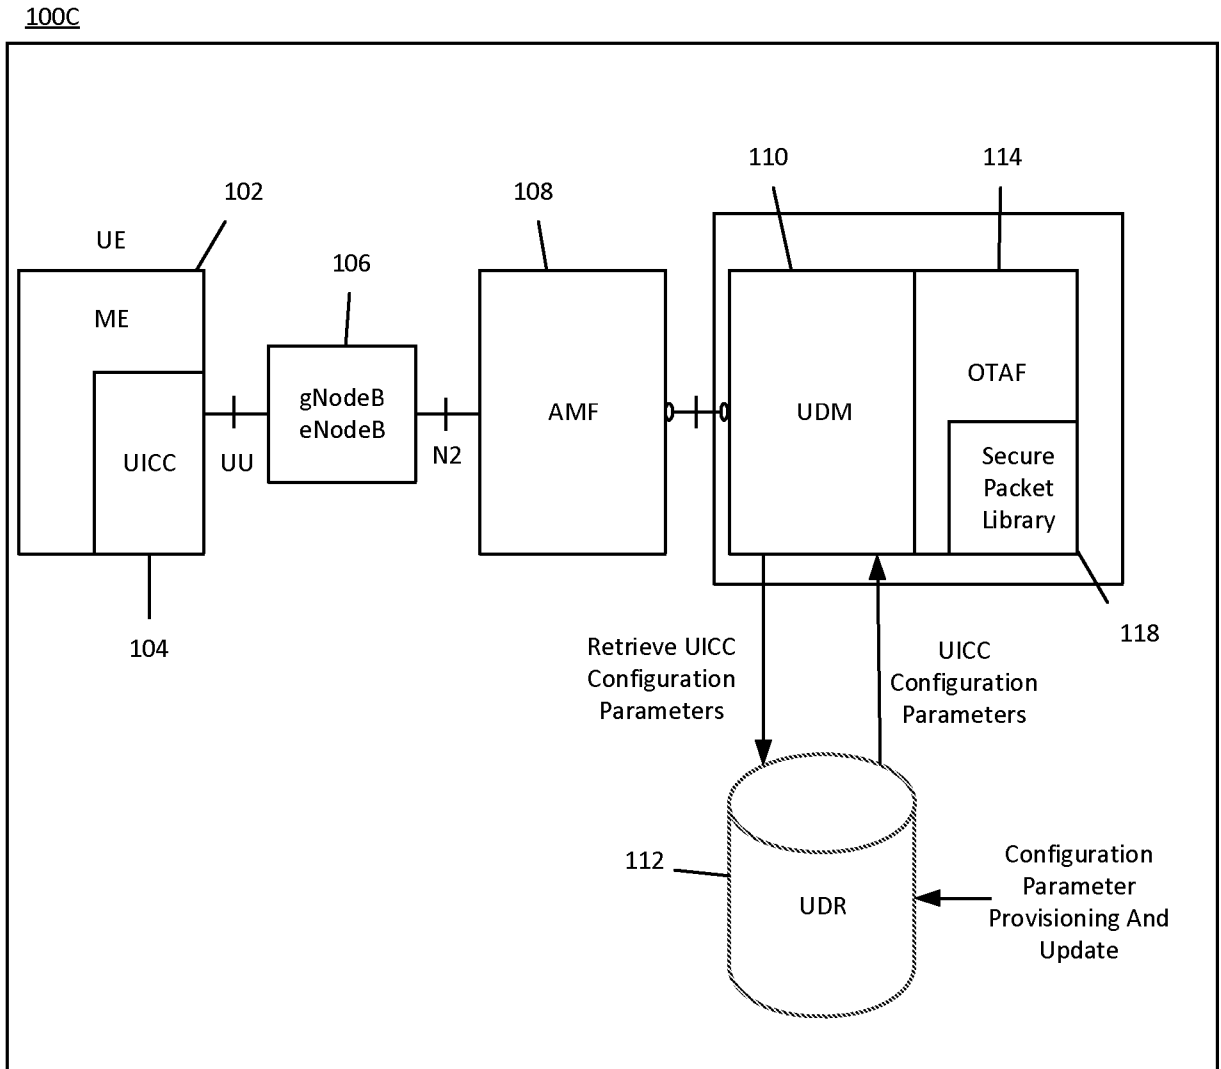 100C
110
114
102
108
UE
106
ME
gNodeB
eNodeB
AMF
UDM
OTAF
UICC
UU
N2
Secure
Packet
Library
104
118
Retrieve UICC
Configuration
Parameters
UICC
Configuration
Parameters
112
UDR
Configuration
Parameter
Provisioning And
Update